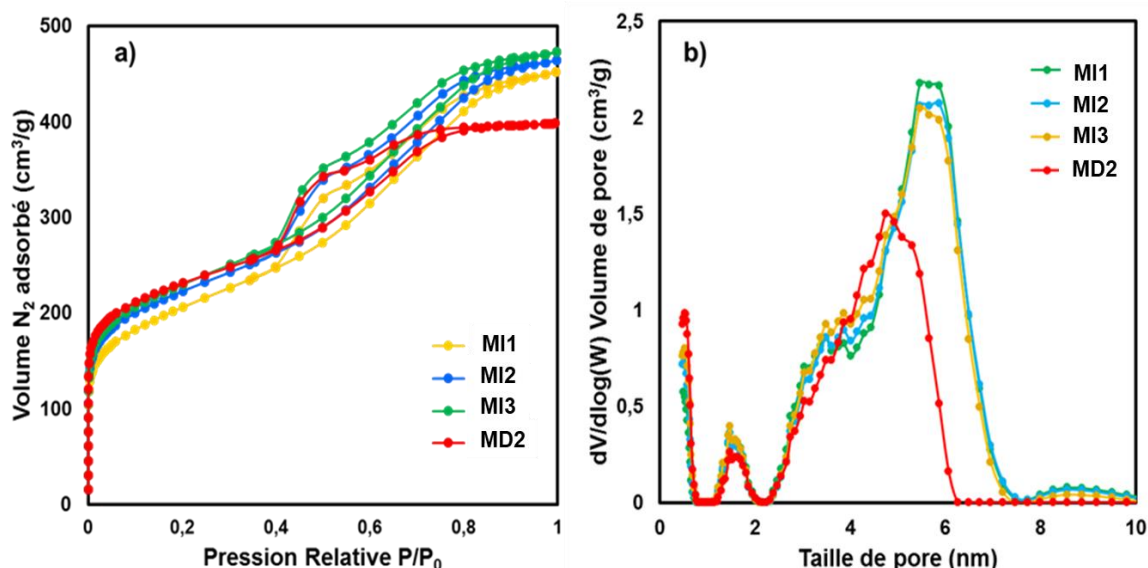 a)
Volume N₂ adsorbé (cm³/g)
500
400
300
200
100
0
MI1
MI2
MI3
MD2
0
0,2
0,4
0,6
0,8
1
Pression Relative P/P₀
b)
dV/dlog(W) Volume de pore (cm³/g)
2,5
2
1,5
1
0,5
0
MI1
MI2
MI3
MD2
0
2
4
6
8
10
Taille de pore (nm)